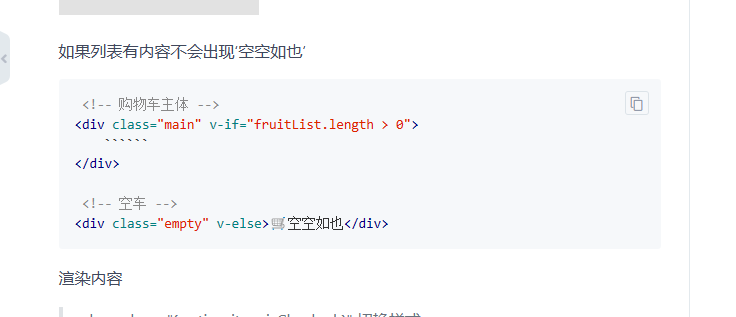 如果列表有内容不会出现‘空空如也’
<!-- 购物车主体 -->
<div class="main" v-if="fruitList.length > 0">
``````
</div>
<!-- 空车 -->
<div class="empty" v-else>🛒空空如也</div>
渲染内容